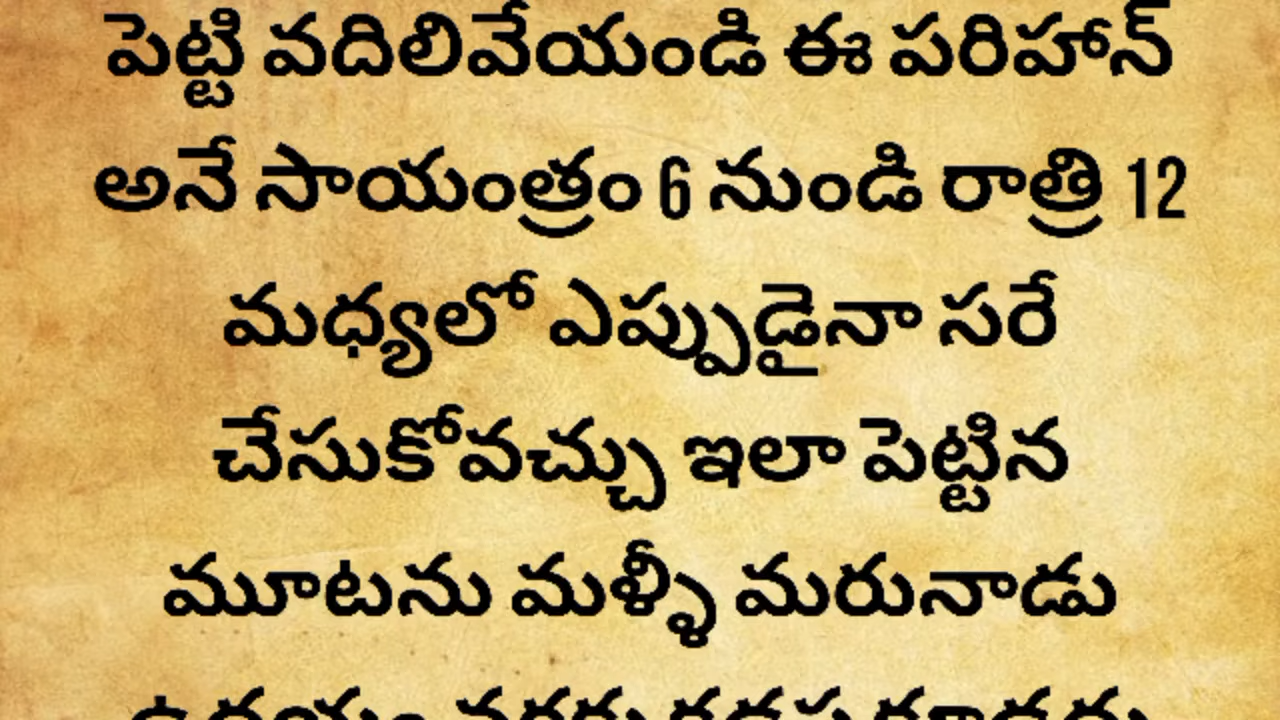 పెట్టి వదిలివేయండి ఈ పరిహాన్
అనే సాయంత్రం 6 నుండి రాత్రి 12
మధ్యలో ఎప్పుడైనా సరే
చేసుకోవచ్చు ఇలా పెట్టిన
మూటను మళ్ళీ మరునాడు